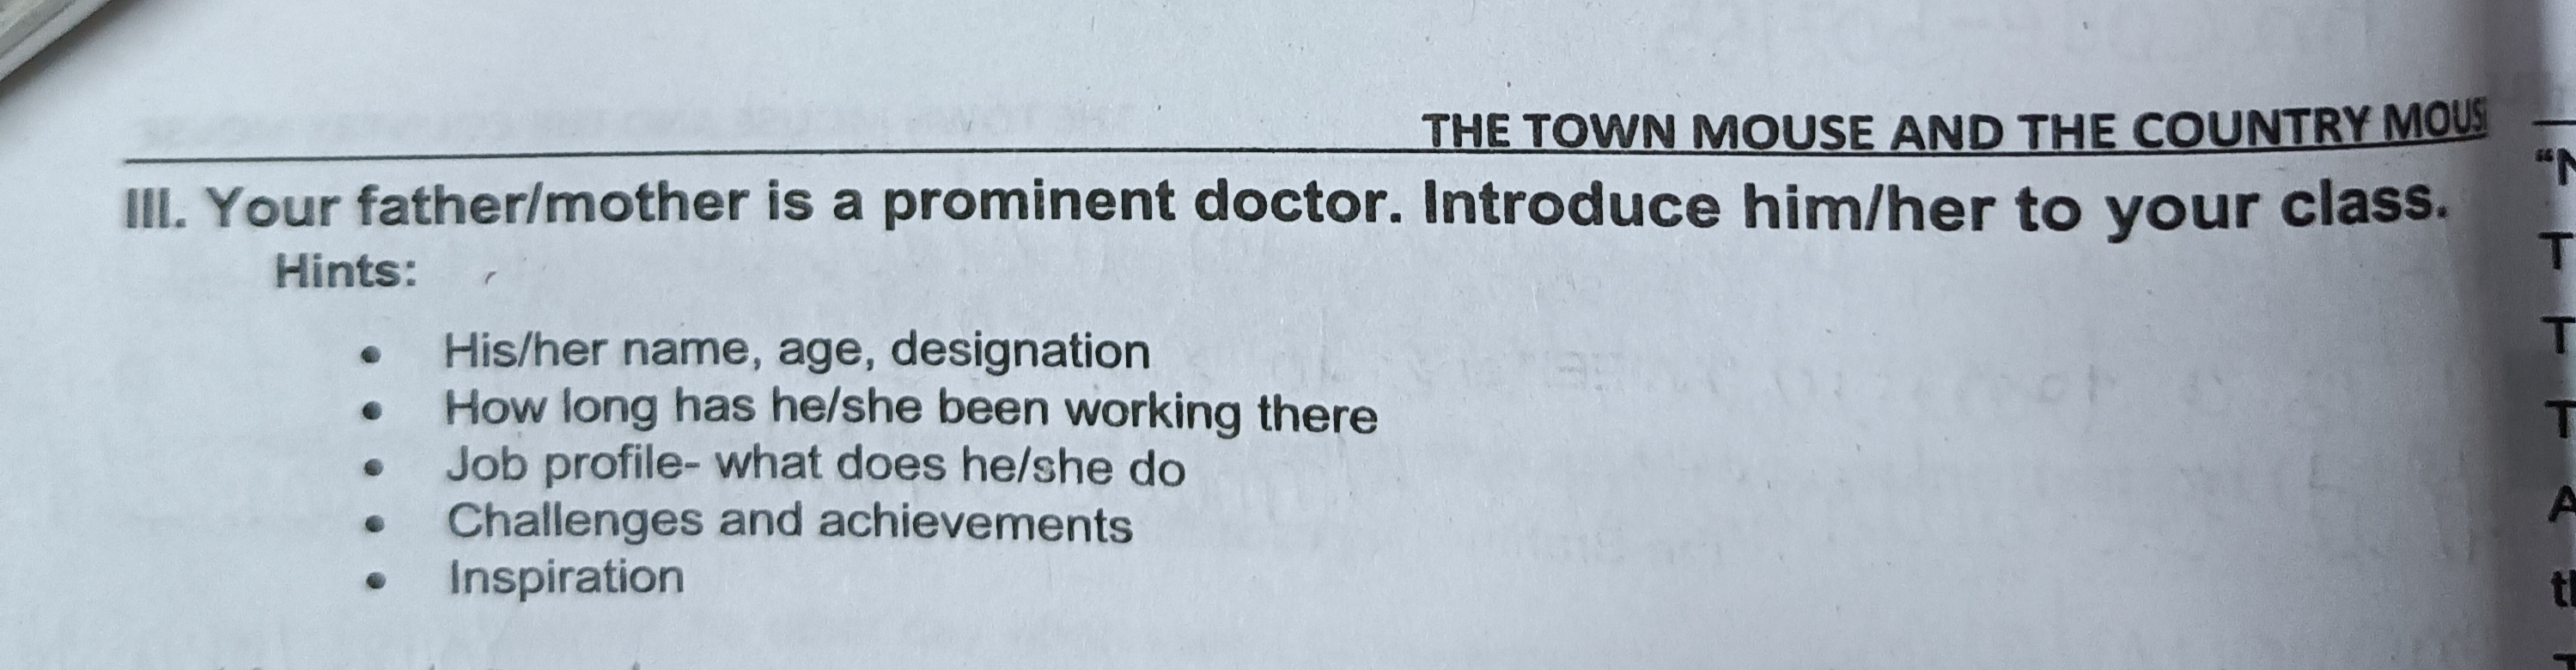 THE TOWN MOUSE AND THE COUNTRY MOUS
III. Your father/mother is a prominent doctor. Introduce him/her to your class.
Hints:
• His/her name, age, designation
• How long has he/she been working there
• Job profile- what does he/she do
• Challenges and achievements
• Inspiration